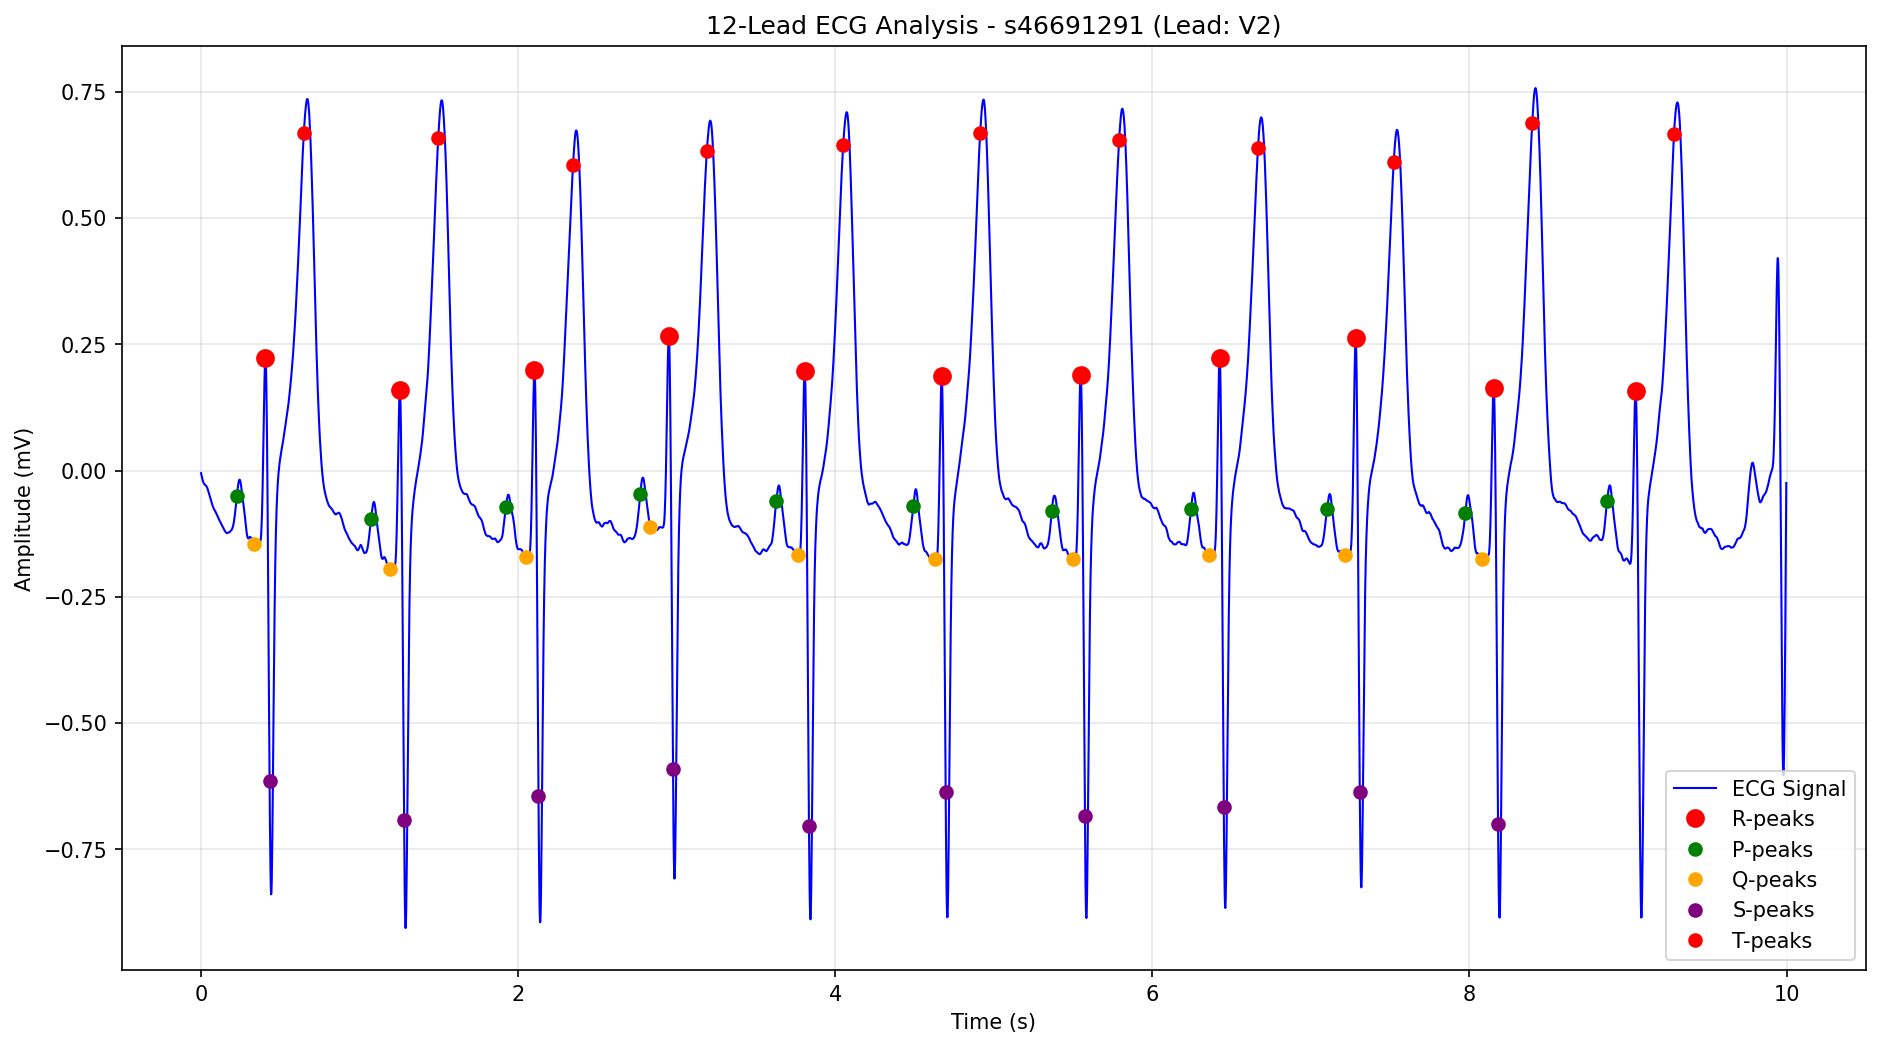 12-Lead ECG Analysis - s46691291 (Lead: V2)
Amplitude (mV)
0.75
0.50
0.25
0.00
−0.25
−0.50
−0.75
0
2
4
6
8
10
Time (s)
ECG Signal
R-peaks
P-peaks
Q-peaks
S-peaks
T-peaks